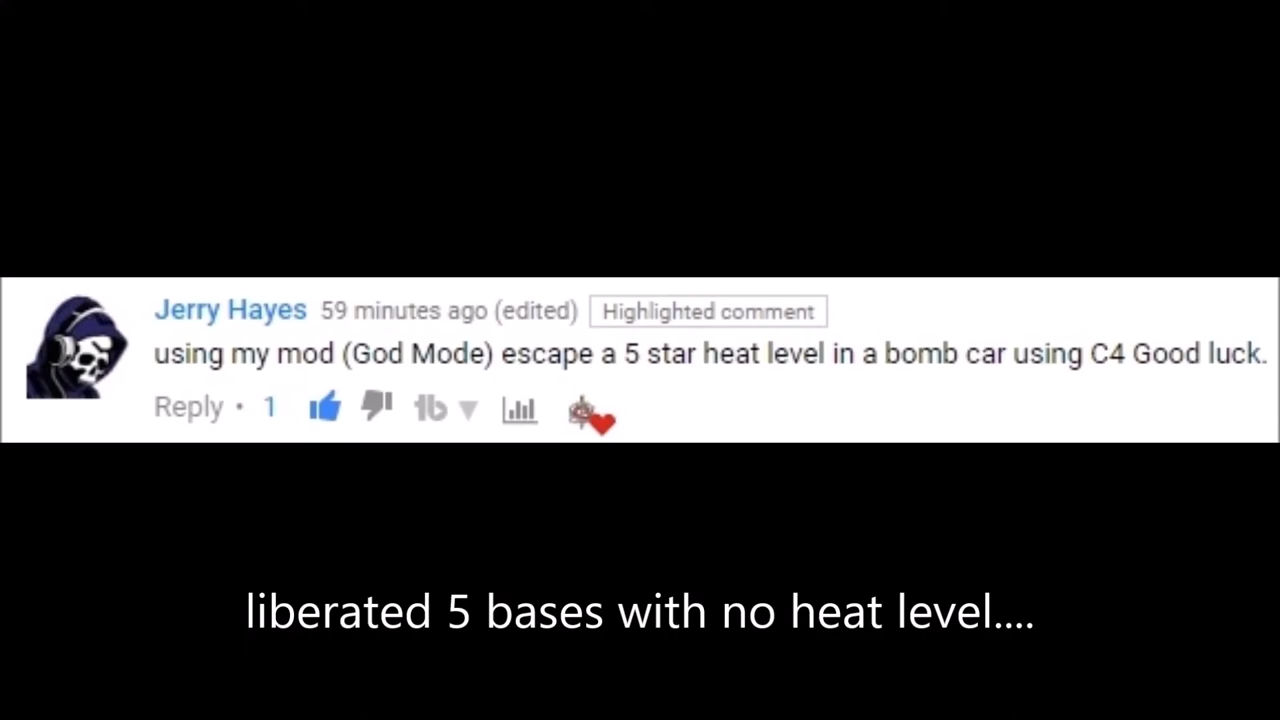 Jerry Hayes 59 minutes ago (edited) Highlighted comment
using my mod (God Mode) escape a 5 star heat level in a bomb car using C4 Good luck.
Reply • 1
liberated 5 bases with no heat level....